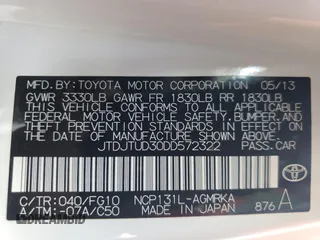 MFD. BY:TOYOTA MOTOR CORPORATION 05/13
GVWR 3330LB GAWR FR 1830LB RR 1830LB
THIS VEHICLE CONFORMS TO ALL APPLICABLE
FEDERAL MOTOR VEHICLE SAFETY, BUMPER,
AND THEFT PREVENTION STANDARDS IN EFFECT
ON THE DATE OF MANUFACTURE SHOWN ABOVE.
JTDJTUD30DD572322 PASS.CAR
C/TR:040/FG10 NCP131L-AGMRKA
A/TM:-07A/C50 MADE IN JAPAN 876A